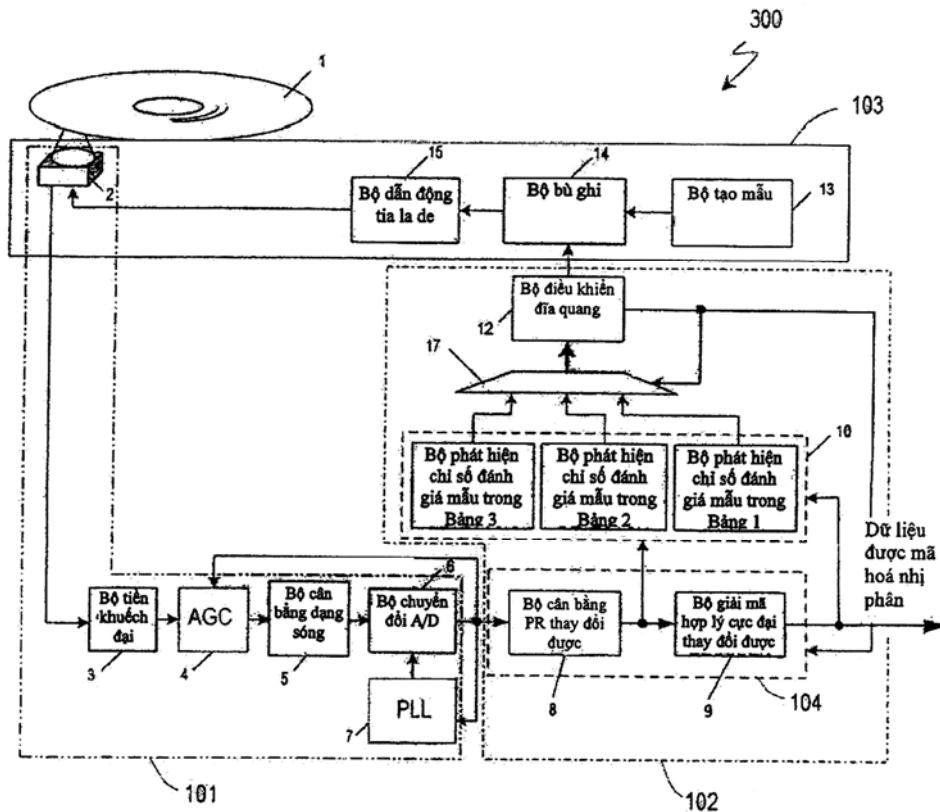 300
1
103
2
15
Bộ dẫn động
tia la de
14
Bộ bù ghi
Bộ tạo mẫu
13
Bộ điều khiển
đĩa quang
12
17
10
Bộ phát hiện
chỉ số đánh
giá mẫu trong
Bảng 3
Bộ phát hiện
chỉ số đánh
giá mẫu trong
Bảng 2
Bộ phát hiện
chỉ số đánh
giá mẫu trong
Bảng 1
Dữ liệu
được mã
hoá nhị
phân
Bộ tiền
khuếch
đại
3
AGC
4
Bộ cân
bằng dạng
sóng
5
6
Bộ chuyển
đổi A/D
PLL
7
Bộ cân bằng
PR thay đổi
được
8
Bộ giải mã
hợp lý cực đại
thay đổi được
9
104
101
102